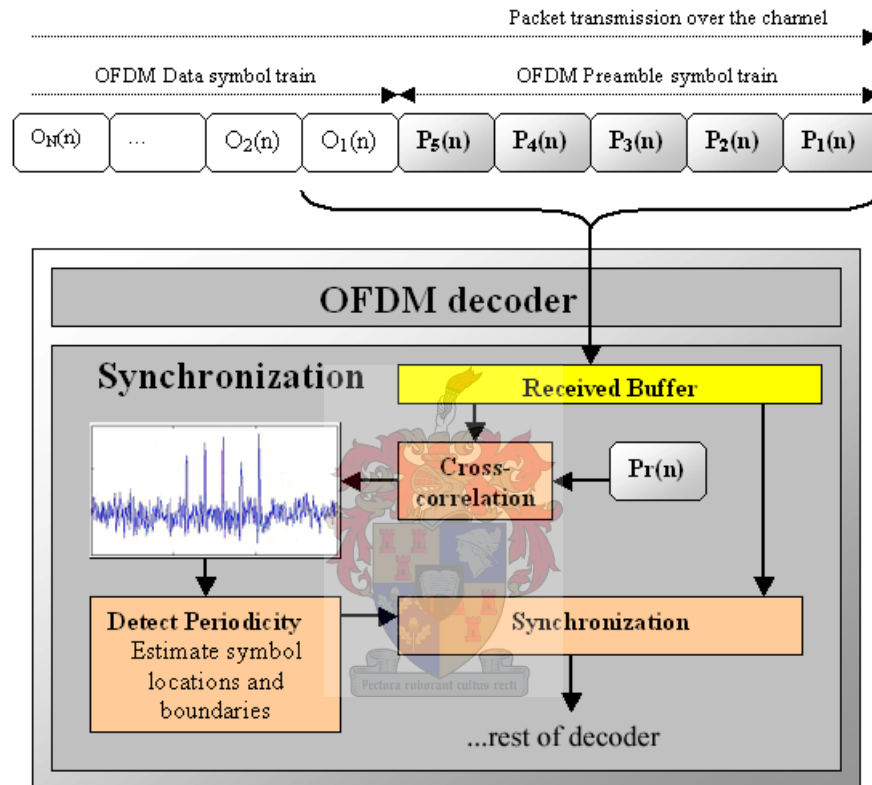 Packet transmission over the channel
OFDM Data symbol train
OFDM Preamble symbol train
O_N(n)
...
O_2(n)
O_1(n)
P_5(n)
P_4(n)
P_3(n)
P_2(n)
P_1(n)
OFDM decoder
Synchronization
Received Buffer
Cross-
correlation
Pr(n)
Detect Periodicity
Estimate symbol
locations and
boundaries
Synchronization
Pectora roborant cultus recti
...rest of decoder